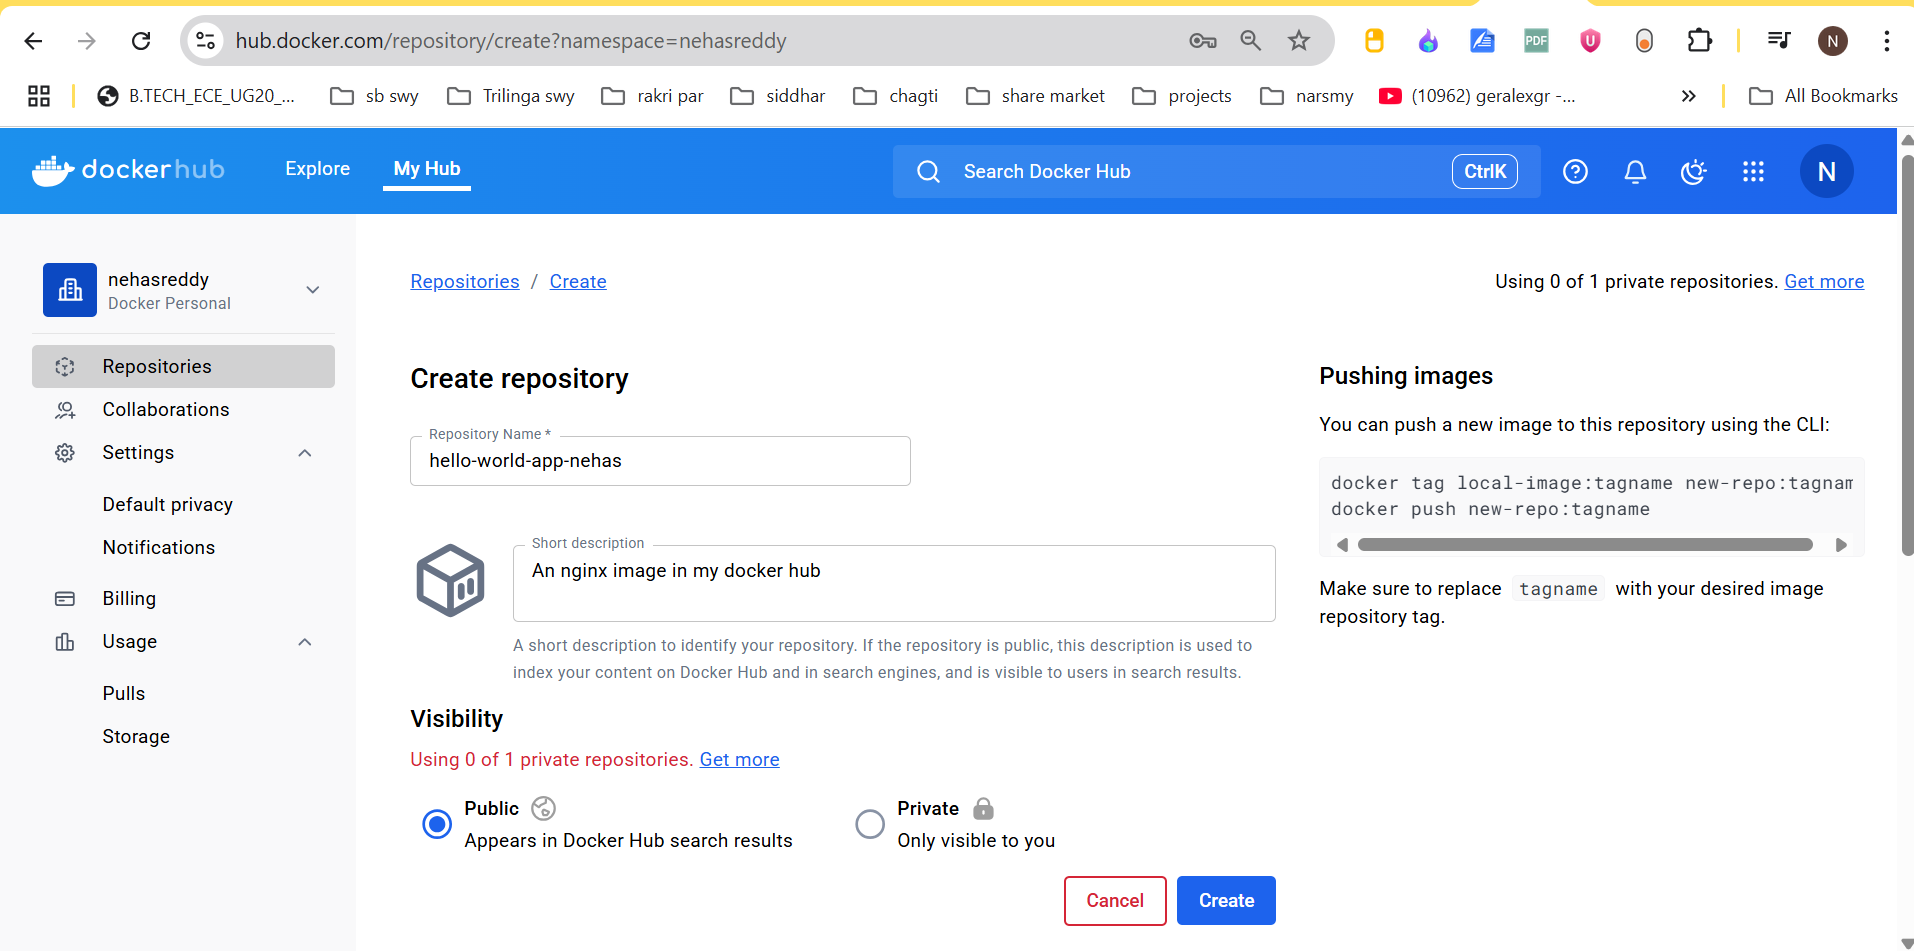 hub.docker.com/repository/create?namespace=nehasreddy
PDF
U
N
B.TECH_ECE_UG20_...
sb swy
Trilinga swy
rakri par
siddhar
chagti
share market
projects
narsmy
(10962) geralexgr -...
All Bookmarks
dockerhub
Explore
My Hub
Search Docker Hub
CtrlK
N
nehasreddy
Docker Personal
Repositories
Collaborations
Settings
Default privacy
Notifications
Billing
Usage
Pulls
Storage
Repositories / Create
Using 0 of 1 private repositories. Get more
Create repository
Repository Name *
hello-world-app-nehas
Short description
An nginx image in my docker hub
A short description to identify your repository. If the repository is public, this description is used to
index your content on Docker Hub and in search engines, and is visible to users in search results.
Visibility
Using 0 of 1 private repositories. Get more
Public
Appears in Docker Hub search results
Private
Only visible to you
Cancel
Create
Pushing images
You can push a new image to this repository using the CLI:
docker tag local-image:tagname new-repo:tagnam
docker push new-repo:tagname
Make sure to replace tagname with your desired image
repository tag.